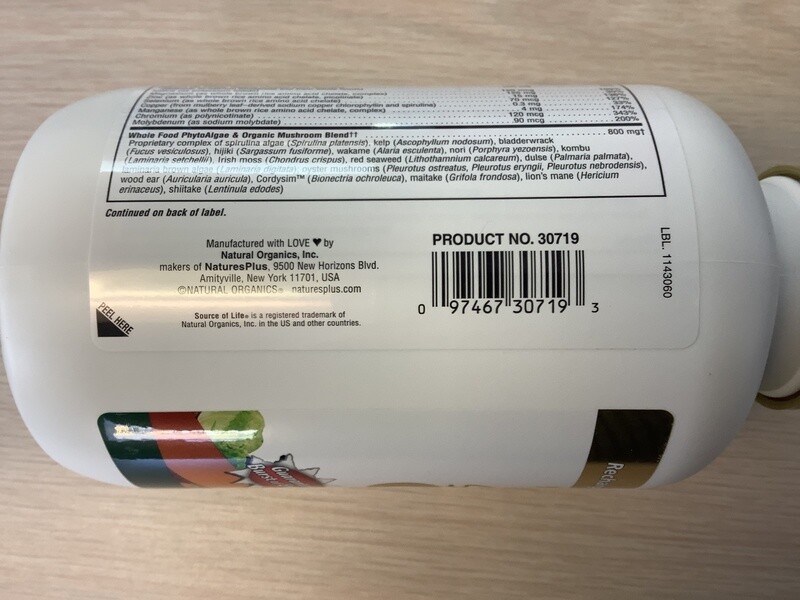 Selenium (as whole brown rice amino acid chelate) 70 mcg 127%
Copper (from mulberry leaf-derived sodium copper chlorophyllin and spirulina) 0.3 mg
Manganese (as whole brown rice amino acid chelate, complex) 4 mg 174%
Chromium (as polynicotinate) 120 mcg 343%
Molybdenum (as sodium molybdate) 90 mcg 200%
Whole Food PhytoAlgae & Organic Mushroom Blend†† 800 mg†
Proprietary complex of spirulina algae (Spirulina platensis), kelp (Ascophyllum nodosum), bladderwrack
(Fucus vesiculosus), hijiki (Sargassum fusiforme), wakame (Alaria esculenta), nori (Porphyra yezoensis), kombu
(Laminaria setchellii), Irish moss (Chondrus crispus), red seaweed (Lithothamnium calcareum), dulse (Palmaria palmata),
laminaria brown algae (Laminaria digitata), oyster mushrooms (Pleurotus ostreatus, Pleurotus eryngii, Pleurotus nebrodensis),
wood ear (Auricularia auricula), Cordysim™ (Bionectria ochroleuca), maitake (Grifola frondosa), lion's mane (Hericium
erinaceus), shiitake (Lentinula edodes)
Continued on back of label.
Manufactured with LOVE ♥ by
Natural Organics, Inc.
makers of NaturesPlus, 9500 New Horizons Blvd.
Amityville, New York 11701, USA
©NATURAL ORGANICS® naturesplus.com
Source of Life® is a registered trademark of
Natural Organics, Inc. in the US and other countries.
PEEL HERE
PRODUCT NO. 30719
0 97467 30719 3
LBL. 1143060